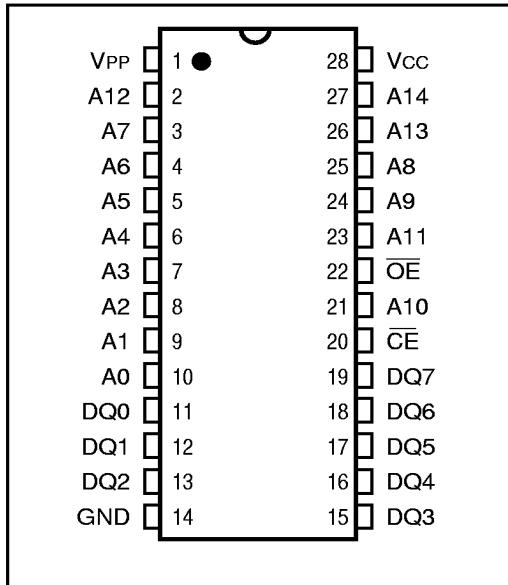 VPP 1 28 VCC
A12 2 27 A14
A7 3 26 A13
A6 4 25 A8
A5 5 24 A9
A4 6 23 A11
A3 7 22 O̅E̅
A2 8 21 A10
A1 9 20 C̅E̅
A0 10 19 DQ7
DQ0 11 18 DQ6
DQ1 12 17 DQ5
DQ2 13 16 DQ4
GND 14 15 DQ3